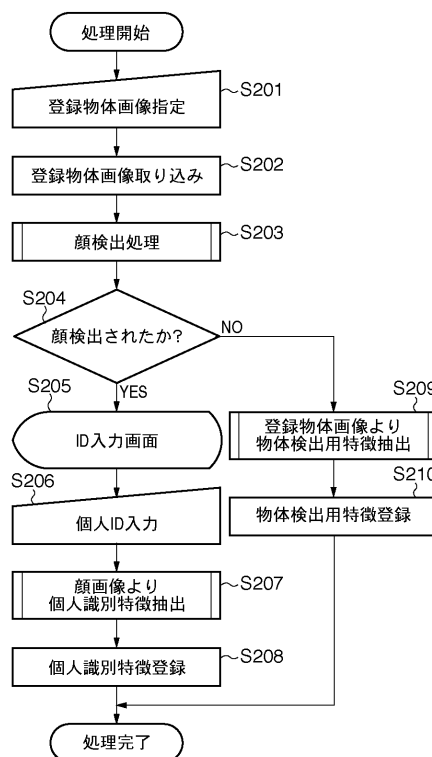 処理開始
S201
登録物体画像指定
S202
登録物体画像取り込み
S203
顔検出処理
S204
顔検出されたか?
NO
YES
S205
ID入力画面
S206
個人ID入力
S207
顔画像より
個人識別特徴抽出
S208
個人識別特徴登録
S209
登録物体画像より
物体検出用特徴抽出
S210
物体検出用特徴登録
処理完了